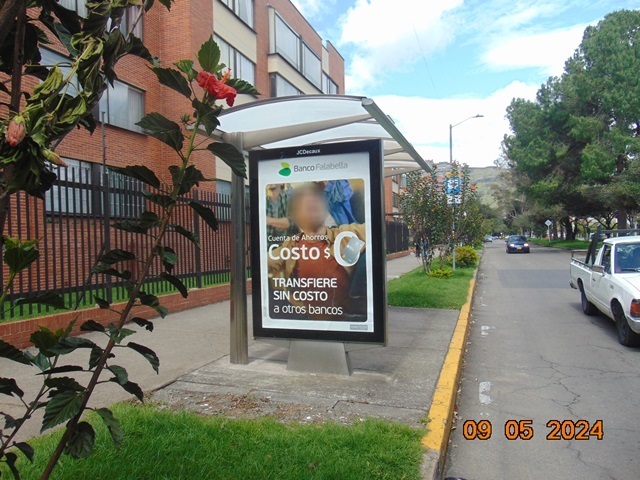 JCDecaux
Banco Falabella
Cuenta de Ahorros
Costo $0
TRANSFIERE
SIN COSTO
a otros bancos
09 05 2024